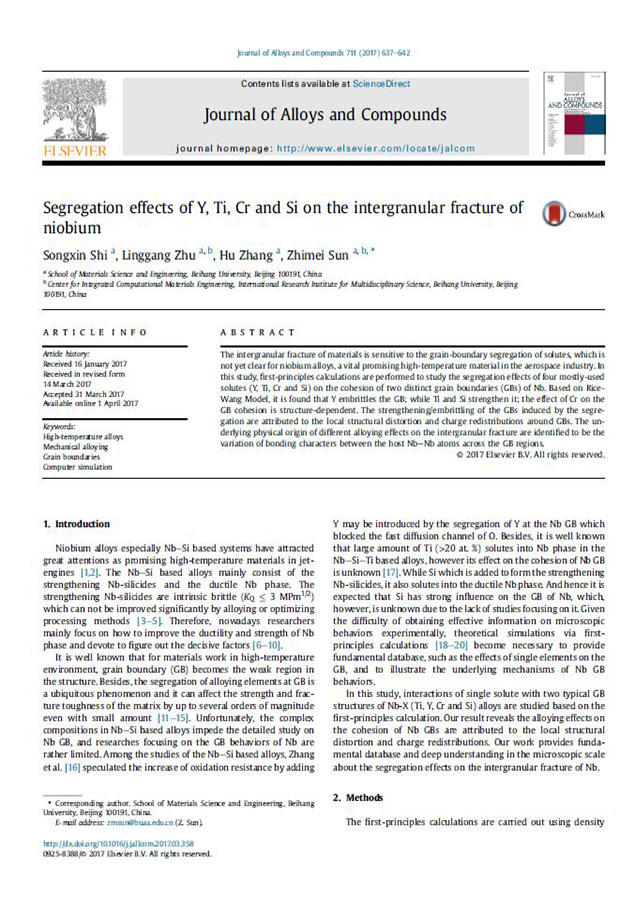 Journal of Alloys and Compounds 711 (2017) 637–642
Contents lists available at ScienceDirect
Journal of Alloys and Compounds
journal homepage: http://www.elsevier.com/locate/jalcom
ELSEVIER
Journal of
ALLOYS
AND COMPOUNDS
Segregation effects of Y, Ti, Cr and Si on the intergranular fracture of
niobium
CrossMark
Songxin Shi a, Linggang Zhu a, b, Hu Zhang a, Zhimei Sun a, b, *
a School of Materials Science and Engineering, Beihang University, Beijing 100191, China
b Center for Integrated Computational Materials Engineering, International Research Institute for Multidisciplinary Science, Beihang University, Beijing
100191, China
ARTICLE INFO
Article history:
Received 16 January 2017
Received in revised form
14 March 2017
Accepted 31 March 2017
Available online 1 April 2017
Keywords:
High-temperature alloys
Mechanical alloying
Grain boundaries
Computer simulation
ABSTRACT
The intergranular fracture of materials is sensitive to the grain-boundary segregation of solutes, which is
not yet clear for niobium alloys, a vital promising high-temperature material in the aerospace industry. In
this study, first-principles calculations are performed to study the segregation effects of four mostly-used
solutes (Y, Ti, Cr and Si) on the cohesion of two distinct grain boundaries (GBs) of Nb. Based on Rice-
Wang Model, it is found that Y embrittles the GB; while Ti and Si strengthen it; the effect of Cr on the
GB cohesion is structure-dependent. The strengthening/embrittling of the GBs induced by the segre-
gation are attributed to the local structural distortion and charge redistributions around GBs. The un-
derlying physical origin of different alloying effects on the intergranular fracture are identified to be the
variation of bonding characters between the host Nb–Nb atoms across the GB regions.
© 2017 Elsevier B.V. All rights reserved.
1. Introduction
Niobium alloys especially Nb–Si based systems have attracted
great attentions as promising high-temperature materials in jet-
engines [1,2]. The Nb–Si based alloys mainly consist of the
strengthening Nb-silicides and the ductile Nb phase. The
strengthening Nb-silicides are intrinsic brittle (KQ ≤ 3 MPm1/2)
which can not be improved significantly by alloying or optimizing
processing methods [3–5]. Therefore, nowadays researchers
mainly focus on how to improve the ductility and strength of Nb
phase and devote to figure out the decisive factors [6–10].
It is well known that for materials work in high-temperature
environment, grain boundary (GB) becomes the weak region in
the structure. Besides, the segregation of alloying elements at GB is
a ubiquitous phenomenon and it can affect the strength and frac-
ture toughness of the matrix by up to several orders of magnitude
even with small amount [11–15]. Unfortunately, the complex
compositions in Nb–Si based alloys impede the detailed study on
Nb GB, and researches focusing on the GB behaviors of Nb are
rather limited. Among the studies of the Nb–Si based alloys, Zhang
et al. [16] speculated the increase of oxidation resistance by adding
* Corresponding author. School of Materials Science and Engineering, Beihang
University, Beijing 100191, China.
E-mail address: zmsun@buaa.edu.cn (Z. Sun).
http://dx.doi.org/10.1016/j.jallcom.2017.03.358
0925-8388/© 2017 Elsevier B.V. All rights reserved.
Y may be introduced by the segregation of Y at the Nb GB which
blocked the fast diffusion channel of O. Besides, it is well known
that large amount of Ti (>20 at. %) solutes into Nb phase in the
Nb–Si–Ti based alloys, however its effect on the cohesion of Nb GB
is unknown [17]. While Si which is added to form the strengthening
Nb-silicides, it also solutes into the ductile Nb phase. And hence it is
expected that Si has strong influence on the GB of Nb, which,
however, is unknown due to the lack of studies focusing on it. Given
the difficulty of obtaining effective information on microscopic
behaviors experimentally, theoretical simulations via first-
principles calculations [18–20] become necessary to provide
fundamental database, such as the effects of single elements on the
GB, and to illustrate the underlying mechanisms of Nb GB
behaviors.
In this study, interactions of single solute with two typical GB
structures of Nb-X (Ti, Y, Cr and Si) alloys are studied based on the
first-principles calculation. Our result reveals the alloying effects on
the cohesion of Nb GBs are attributed to the local structural
distortion and charge redistributions. Our work provides funda-
mental database and deep understanding in the microscopic scale
about the segregation effects on the intergranular fracture of Nb.
2. Methods
The first-principles calculations are carried out using density